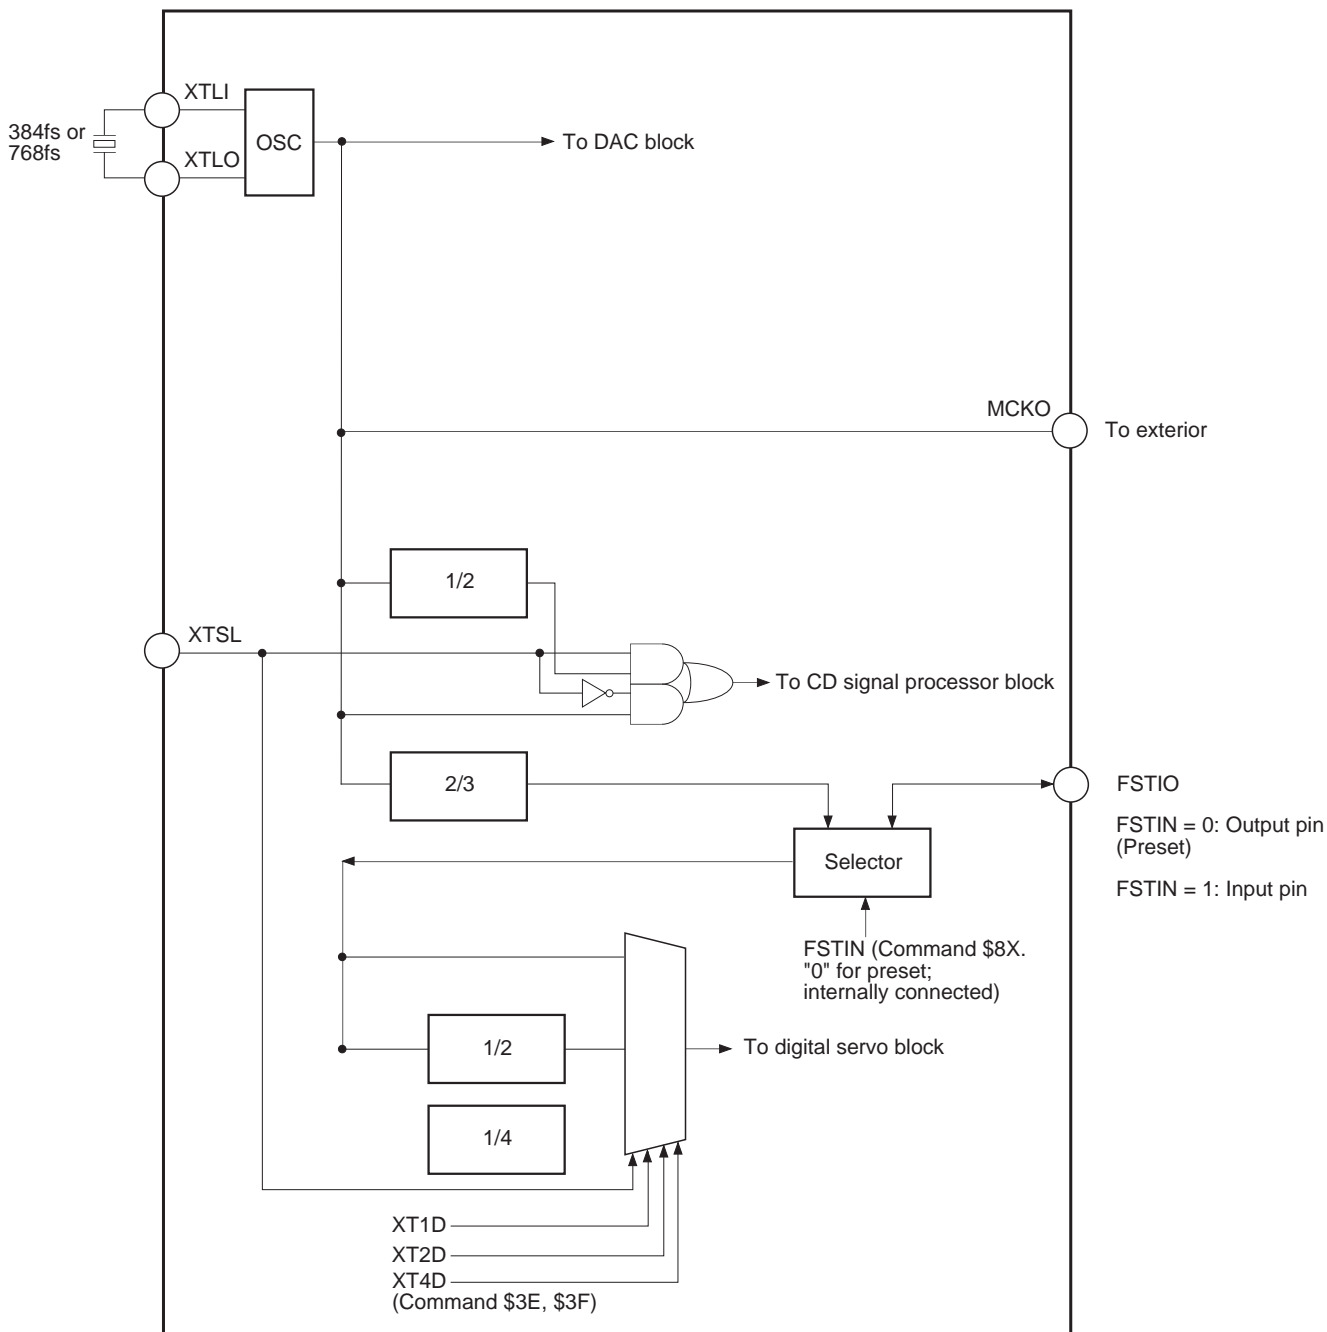 XTLI
384fs or
768fs
OSC
To DAC block
XTLO
MCKO
To exterior
1/2
XTSL
To CD signal processor block
2/3
FSTIO
FSTIN = 0: Output pin
(Preset)
FSTIN = 1: Input pin
Selector
FSTIN (Command $8X.
"0" for preset;
internally connected)
1/2
To digital servo block
1/4
XT1D
XT2D
XT4D
(Command $3E, $3F)